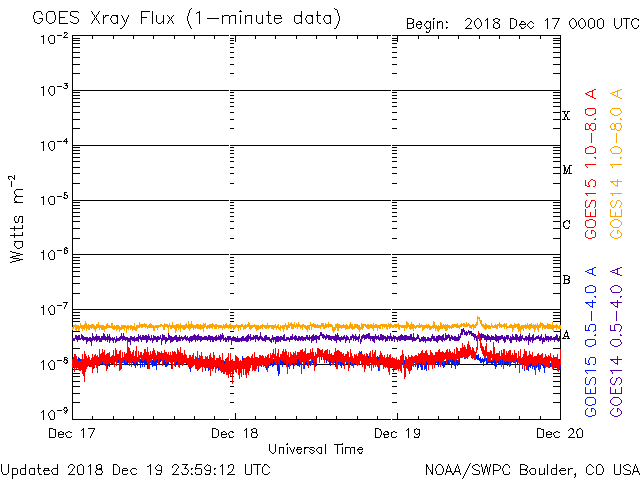 GOES Xray Flux (1-minute data)
Begin: 2018 Dec 17 0000 UTC
10^-2
10^-3
10^-4
10^-5
10^-6
10^-7
10^-8
10^-9
Watts m^-2
X
M
C
B
A
GOES15 1.0-8.0 A
GOES14 1.0-8.0 A
GOES15 0.5-4.0 A
GOES14 0.5-4.0 A
Dec 17 Dec 18 Dec 19 Dec 20
Universal Time
Updated 2018 Dec 19 23:59:12 UTC
NOAA/SWPC Boulder, CO USA